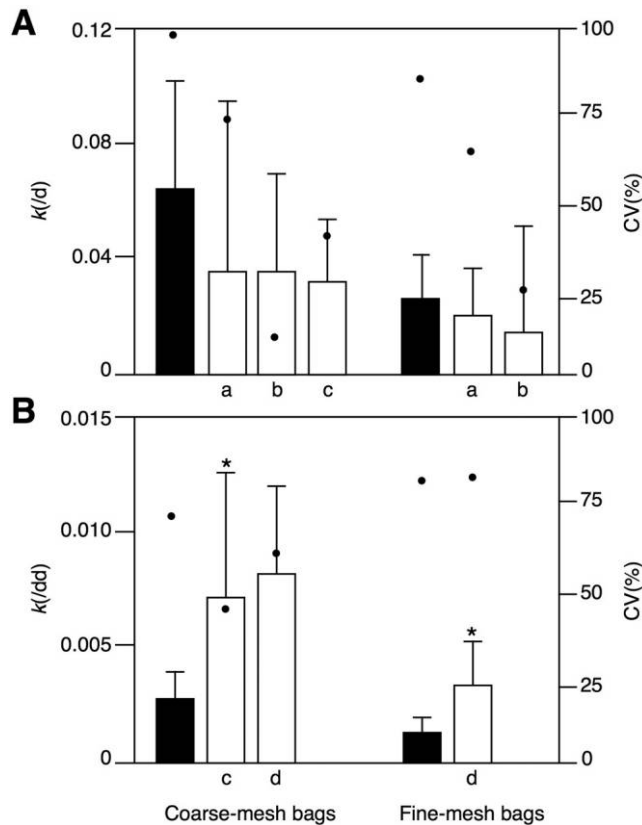 A
0.12
0.08
0.04
0
k(/d)
100
75
50
25
0
CV(%)
a b c a b
B
0.015
0.010
0.005
0
k(/dd)
100
75
50
25
0
CV(%)
*
*
c d d
Coarse-mesh bags Fine-mesh bags